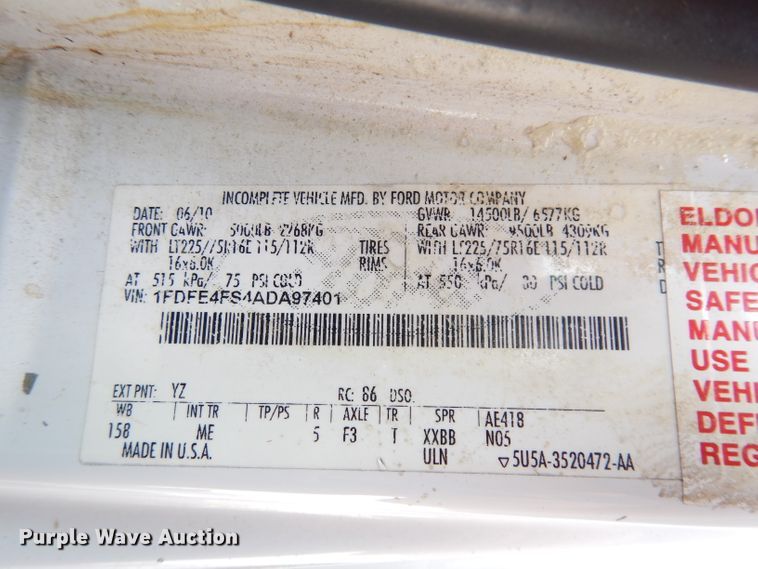 INCOMPLETE VEHICLE MFD. BY FORD MOTOR COMPANY
DATE: 06/10 GVWR: 14500LB/ 6577KG
FRONT GAWR: 5000LB 2268KG REAR GAWR: 9500LB 4309KG
WITH LT225/75R16E 115/112R TIRES WITH LT225/75R16E 115/112R
16x6.0K RIMS 16x6.0K
AT 515 kPa/ 75 PSI COLD AT 550 kPa/ 80 PSI COLD
VIN: 1FDFE4FS4ADA97401
EXT PNT: YZ RC: 86 DSO:
WB INT TR TP/PS R AXLE TR SPR AE418
158 ME 5 F3 T XXBB N05
MADE IN U.S.A. ULN 5U5A-3520472-AA
ELDO
MANU
VEHIC
SAFE
MANU
USE
VEH
DEF
REG
Purple Wave Auction